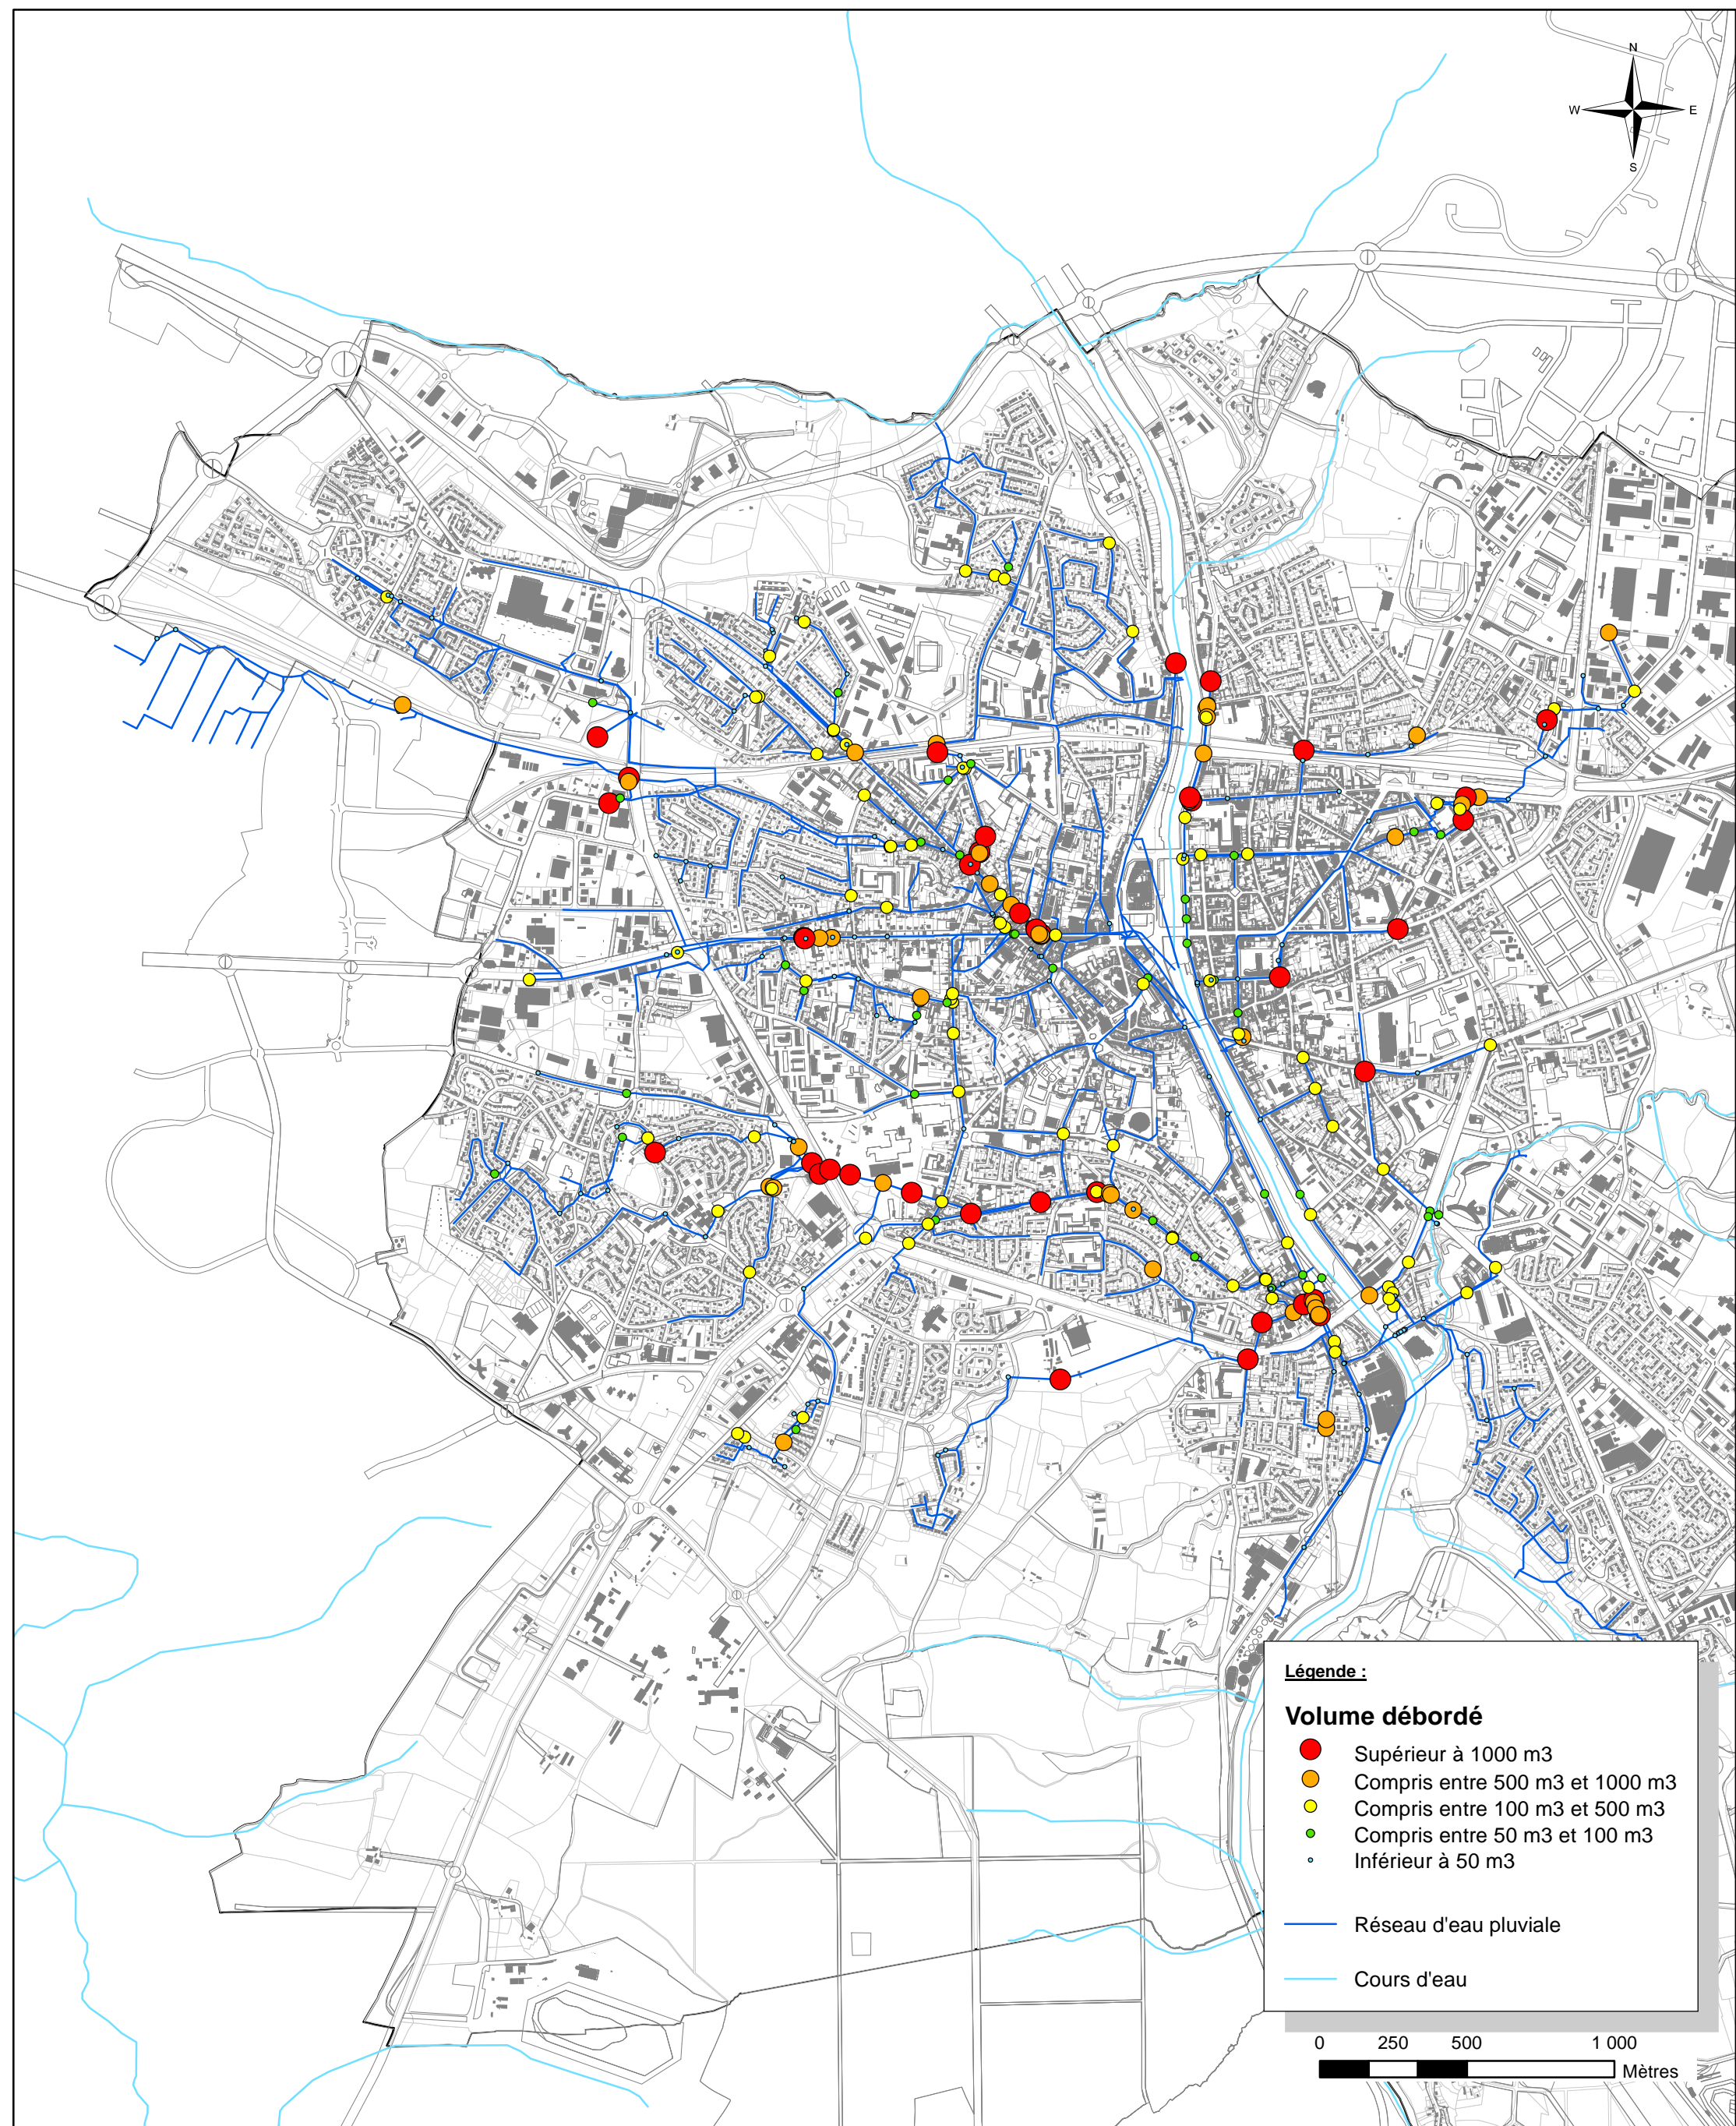 N
W E
S
Légende :
Volume débordé
Supérieur à 1000 m3
Compris entre 500 m3 et 1000 m3
Compris entre 100 m3 et 500 m3
Compris entre 50 m3 et 100 m3
Inférieur à 50 m3
Réseau d'eau pluviale
Cours d'eau
0 250 500 1 000
Mètres